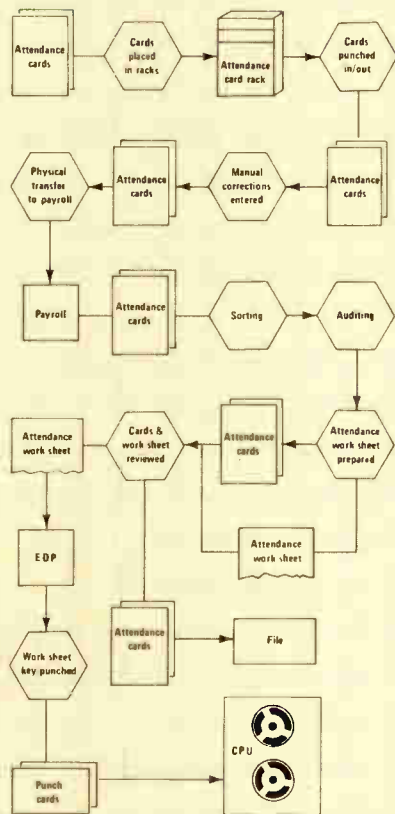 Attendance
cards
Cards
placed
in racks
Attendance
card rack
Cards
punched
in/out
Physical
transfer
to payroll
Attendance
cards
Manual
corrections
entered
Attendance
cards
Payroll
Attendance
cards
Sorting
Auditing
Attendance
work sheet
Cards &
work sheet
reviewed
Attendance
cards
Attendance
work sheet
prepared
EDP
Attendance
work sheet
Work sheet
key punched
Attendance
cards
File
Punch
cards
CPU